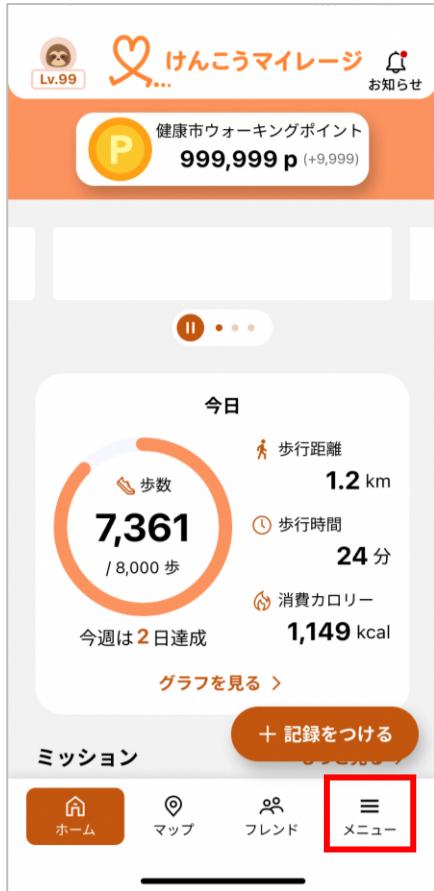 Lv.99
けんこうマイレージ
お知らせ
P
健康市ウォーキングポイント
999,999 p (+9,999)
今日
歩数
7,361
/ 8,000 歩
今週は2日達成
歩行距離
1.2 km
歩行時間
24 分
消費カロリー
1,149 kcal
グラフを見る
記録をつける
ミッション
ホーム
マップ
フレンド
メニュー